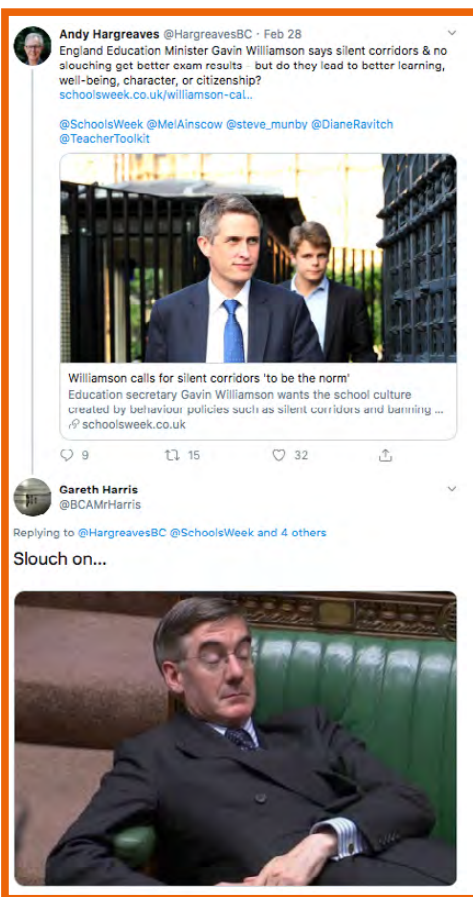 Andy Hargreaves @HargreavesBC · Feb 28
England Education Minister Gavin Williamson says silent corridors & no
slouching get better exam results - but do they lead to better learning,
well-being, character, or citizenship?
schoolsweek.co.uk/williamson-cal...
@SchoolsWeek @MelAinscow @steve_munby @DianeRavitch
@TeacherToolkit
Williamson calls for silent corridors 'to be the norm'
Education secretary Gavin Williamson wants the school culture
created by behaviour policies such as silent corridors and banning ...
schoolsweek.co.uk
9 15 32
Gareth Harris
@BCAMrHarris
Replying to @HargreavesBC @SchoolsWeek and 4 others
Slouch on...